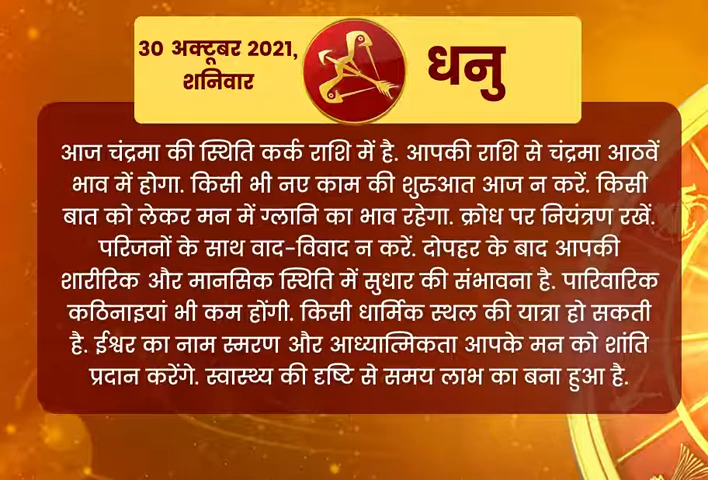 30 अक्टूबर 2021,
शनिवार
धनु
आज चंद्रमा की स्थिति कर्क राशि में है. आपकी राशि से चंद्रमा आठवें
भाव में होगा. किसी भी नए काम की शुरुआत आज न करें. किसी
बात को लेकर मन में ग्लानि का भाव रहेगा. क्रोध पर नियंत्रण रखें.
परिजनों के साथ वाद-विवाद न करें. दोपहर के बाद आपकी
शारीरिक और मानसिक स्थिति में सुधार की संभावना है. पारिवारिक
कठिनाइयां भी कम होंगी. किसी धार्मिक स्थल की यात्रा हो सकती
है. ईश्वर का नाम स्मरण और आध्यात्मिकता आपके मन को शांति
प्रदान करेंगे. स्वास्थ्य की दृष्टि से समय लाभ का बना हुआ है.